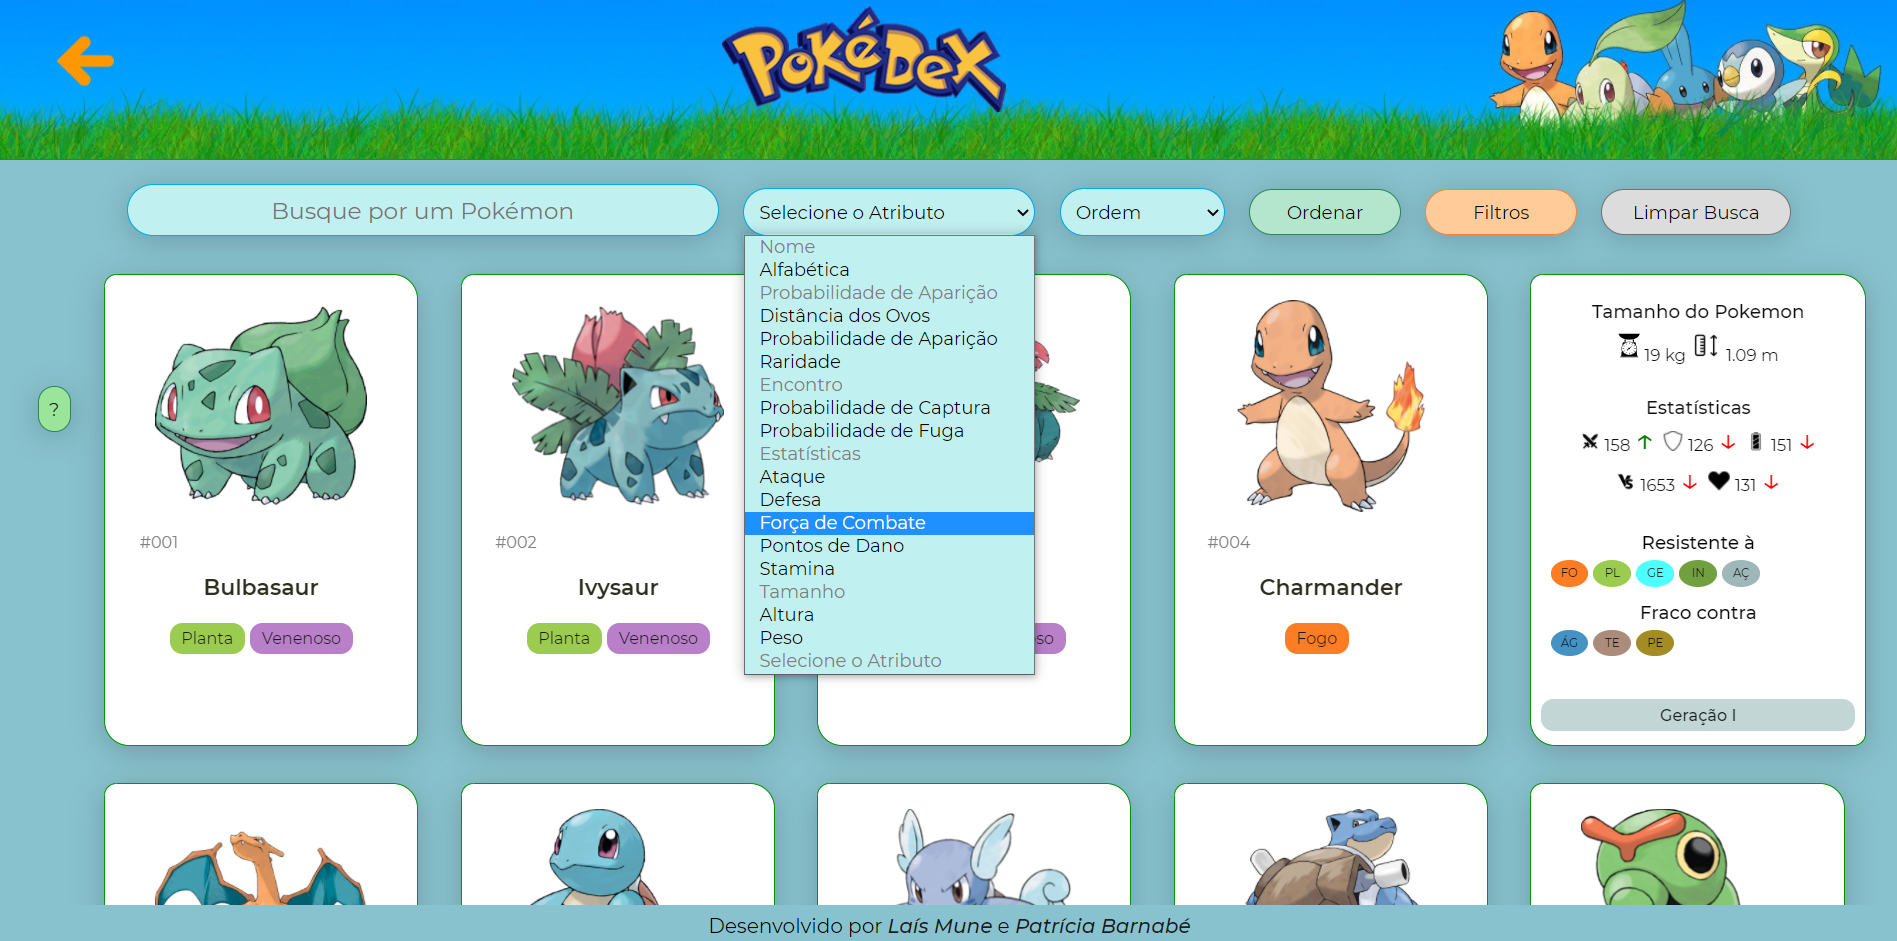 PokéDex
Busque por um Pokémon
Selecione o Atributo
Ordem
Ordenar
Filtros
Limpar Busca
Nome
Alfabética
Probabilidade de Aparição
Distância dos Ovos
Probabilidade de Aparição
Raridade
Encontro
Probabilidade de Captura
Probabilidade de Fuga
Estatísticas
Ataque
Defesa
Força de Combate
Pontos de Dano
Stamina
Tamanho
Altura
Peso
Selecione o Atributo
?
#001
Bulbasaur
Planta Venenoso
#002
Ivysaur
Planta Venenoso
oso
#004
Charmander
Fogo
Tamanho do Pokemon
19 kg 1.09 m
Estatísticas
158 126 151
VS 1653 131
Resistente à
FO PL GE IN AÇ
Fraco contra
ÁG TE PE
Geração I
Desenvolvido por Laís Mune e Patrícia Barnabé